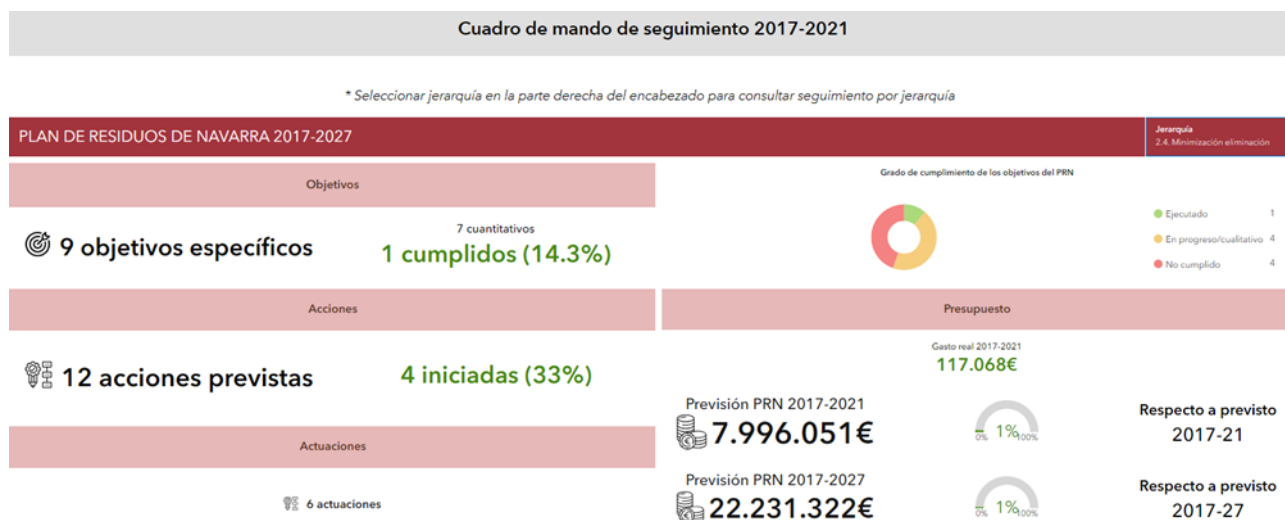 Cuadro de mando de seguimiento 2017-2021
* Seleccionar jerarquía en la parte derecha del encabezado para consultar seguimiento por jerarquía
PLAN DE RESIDUOS DE NAVARRA 2017-2027
Jerarquía
2.4. Minimización eliminación
Objetivos
9 objetivos específicos
7 cuantitativos
1 cumplidos (14.3%)
Grado de cumplimiento de los objetivos del PRN
Ejecutado 1
En progreso/cualitativo 4
No cumplido 4
Acciones
12 acciones previstas
4 iniciadas (33%)
Presupuesto
Gasto real 2017-2021
117.068€
Previsión PRN 2017-2021
7.996.051€
0% 1% 100%
Respecto a previsto
2017-21
Actuaciones
6 actuaciones
Previsión PRN 2017-2027
22.231.322€
0% 1% 100%
Respecto a previsto
2017-27